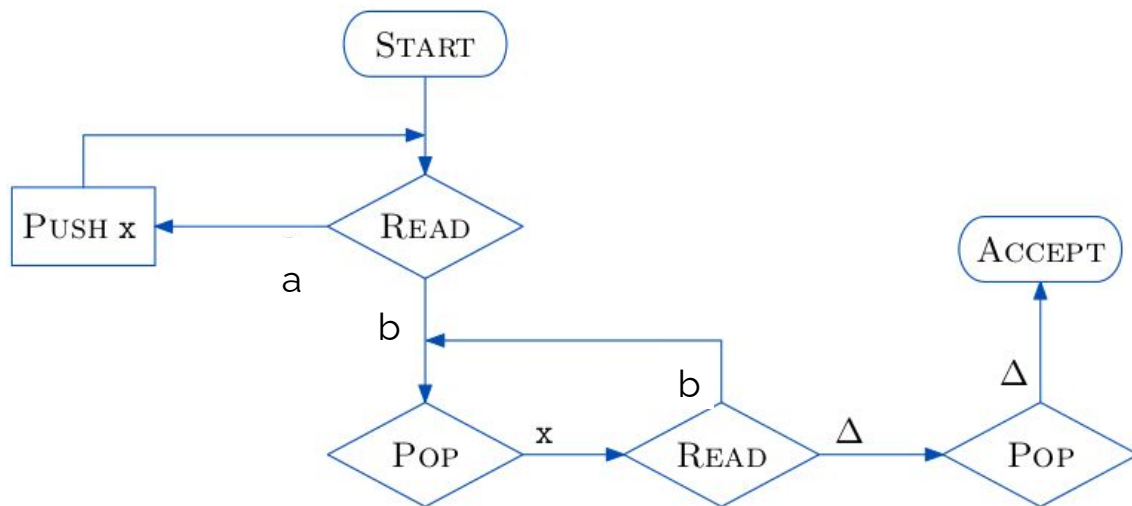 START
PUSH x
READ
ACCEPT
a
b
b
Δ
x
Δ
POP
READ
POP